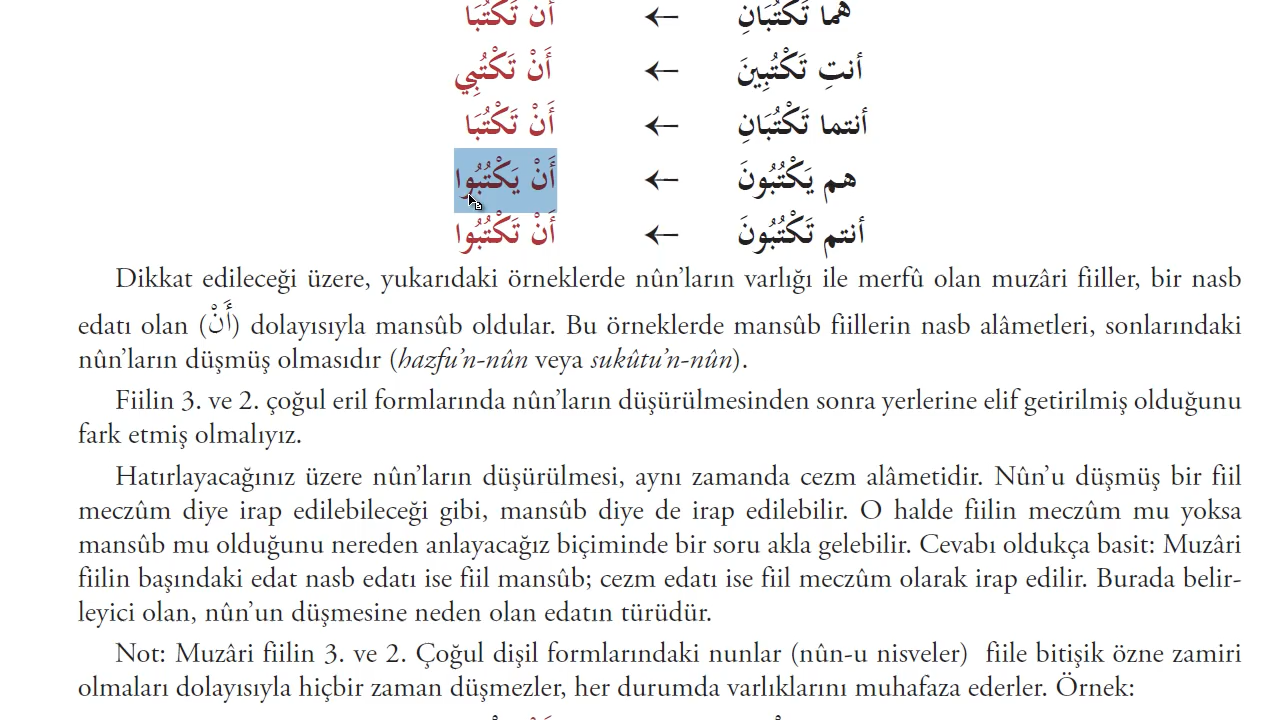 هما تَكْتُبَانِ ← أَنْ تَكْتُبَا
أنتِ تَكْتُبِينَ ← أَنْ تَكْتُبِي
أنتما تَكْتُبَانِ ← أَنْ تَكْتُبَا
هم يَكْتُبُونَ ← أَنْ يَكْتُبُوا
أنتم تَكْتُبُونَ ← أَنْ تَكْتُبُوا
Dikkat edileceği üzere, yukarıdaki örneklerde nûn’ların varlığı ile merfû olan muzâri fiiller, bir nasb
edatı olan (أَنْ) dolayısıyla mansûb oldular. Bu örneklerde mansûb fiillerin nasb alâmetleri, sonlarındaki
nûn’ların düşmüş olmasıdır (hazfu’n-nûn veya sukûtu’n-nûn).
Fiilin 3. ve 2. çoğul eril formlarında nûn’ların düşürülmesinden sonra yerlerine elif getirilmiş olduğunu
fark etmiş olmalıyız.
Hatırlayacağınız üzere nûn’ların düşürülmesi, aynı zamanda cezm alâmetidir. Nûn’u düşmüş bir fiil
meczûm diye irap edilebileceği gibi, mansûb diye de irap edilebilir. O halde fiilin meczûm mu yoksa
mansûb mu olduğunu nereden anlayacağız biçiminde bir soru akla gelebilir. Cevabı oldukça basit: Muzâri
fiilin başındaki edat nasb edatı ise fiil mansûb; cezm edatı ise fiil meczûm olarak irap edilir. Burada belir-
leyici olan, nûn’un düşmesine neden olan edatın türüdür.
Not: Muzâri fiilin 3. ve 2. Çoğul dişil formlarındaki nunlar (nûn-u nisveler) fiile bitişik özne zamiri
olmaları dolayısıyla hiçbir zaman düşmezler, her durumda varlıklarını muhafaza ederler. Örnek: